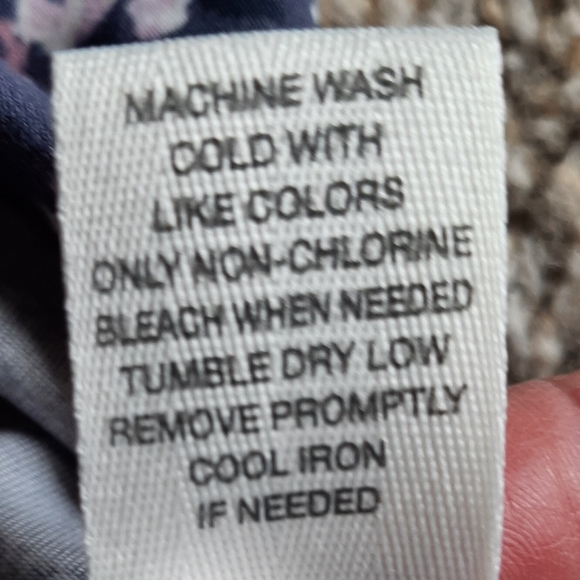 MACHINE WASH
COLD WITH
LIKE COLORS
ONLY NON-CHLORINE
BLEACH WHEN NEEDED
TUMBLE DRY LOW
REMOVE PROMPTLY
COOL IRON
IF NEEDED